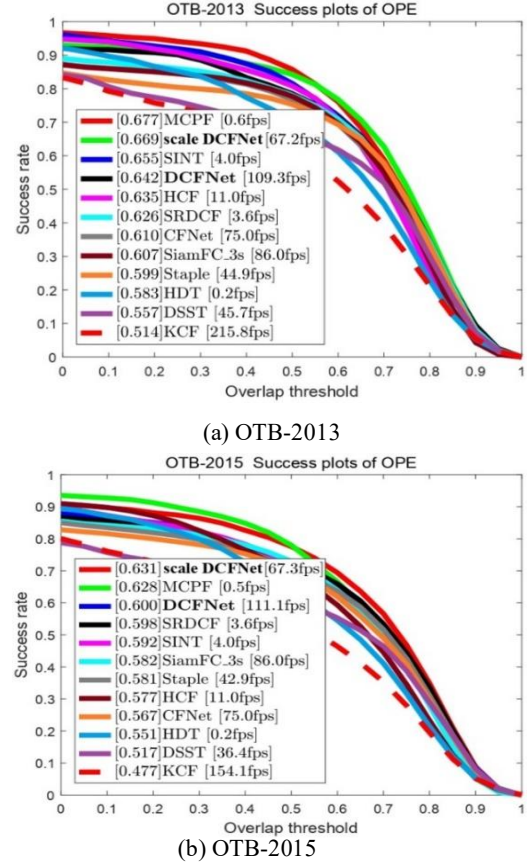 OTB-2013 Success plots of OPE
1
0.9
0.8
0.7
0.6
0.5
0.4
0.3
0.2
0.1
0
Success rate
[0.677]MCPF [0.6fps]
[0.669]scale DCFNet[67.2fps]
[0.655]SINT [4.0fps]
[0.642]DCFNet [109.3fps]
[0.635]HCF [11.0fps]
[0.626]SRDCF [3.6fps]
[0.610]CFNet [75.0fps]
[0.607]SiamFC_3s [86.0fps]
[0.599]Staple [44.9fps]
[0.583]HDT [0.2fps]
[0.557]DSST [45.7fps]
[0.514]KCF [215.8fps]
0 0.1 0.2 0.3 0.4 0.5 0.6 0.7 0.8 0.9 1
Overlap threshold
(a) OTB-2013
OTB-2015 Success plots of OPE
1
0.9
0.8
0.7
0.6
0.5
0.4
0.3
0.2
0.1
0
Success rate
[0.631]scale DCFNet[67.3fps]
[0.628]MCPF [0.5fps]
[0.600]DCFNet [111.1fps]
[0.598]SRDCF [3.6fps]
[0.592]SINT [4.0fps]
[0.582]SiamFC_3s [86.0fps]
[0.581]Staple [42.9fps]
[0.577]HCF [11.0fps]
[0.567]CFNet [75.0fps]
[0.551]HDT [0.2fps]
[0.517]DSST [36.4fps]
[0.477]KCF [154.1fps]
0 0.1 0.2 0.3 0.4 0.5 0.6 0.7 0.8 0.9 1
Overlap threshold
(b) OTB-2015